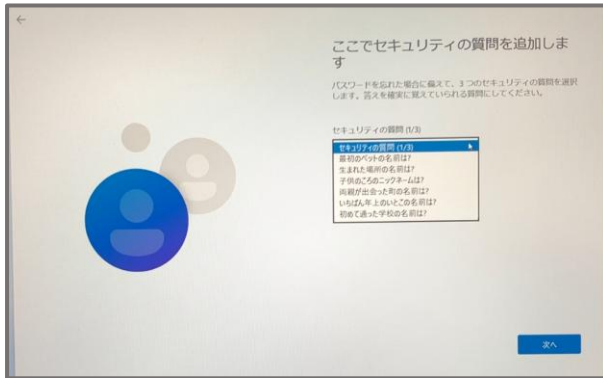 ここでセキュリティの質問を追加しま
す
パスワードを忘れた場合に備えて、3 つのセキュリティの質問を選択
します。答えを確実に覚えていられる質問にしてください。
セキュリティの質問 (1/3)
セキュリティの質問 (1/3)
最初のペットの名前は?
生まれた場所の名前は?
子供のころのニックネームは?
両親が出会った町の名前は?
いちばん年上のいとこの名前は?
初めて通った学校の名前は?
次へ